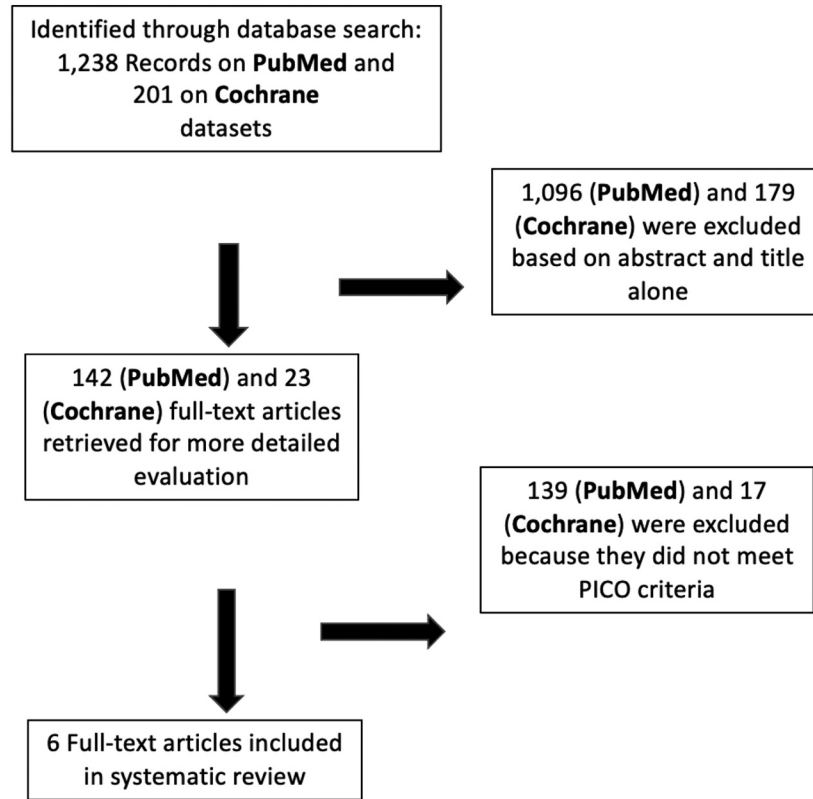 Identified through database search:
1,238 Records on PubMed and
201 on Cochrane
datasets
1,096 (PubMed) and 179
(Cochrane) were excluded
based on abstract and title
alone
142 (PubMed) and 23
(Cochrane) full-text articles
retrieved for more detailed
evaluation
139 (PubMed) and 17
(Cochrane) were excluded
because they did not meet
PICO criteria
6 Full-text articles included
in systematic review